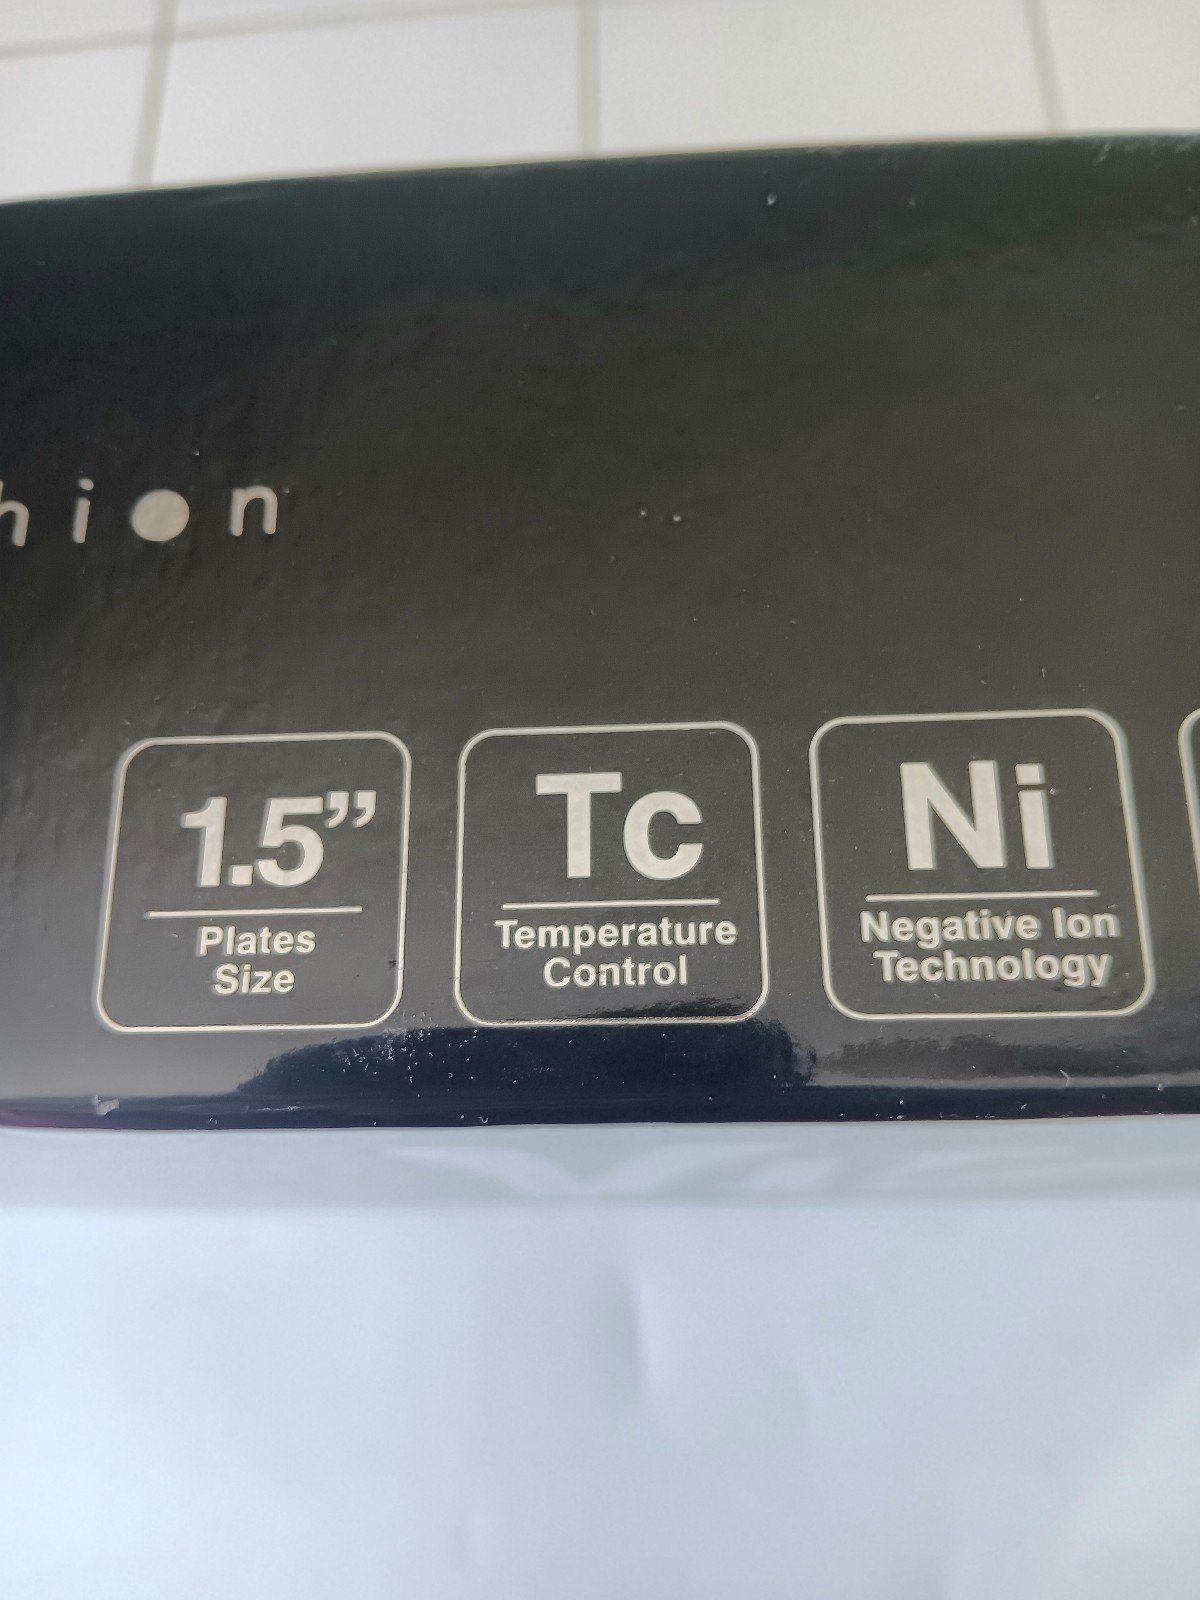 hion
1.5”
Plates
Size
Tc
Temperature
Control
Ni
Negative Ion
Technology